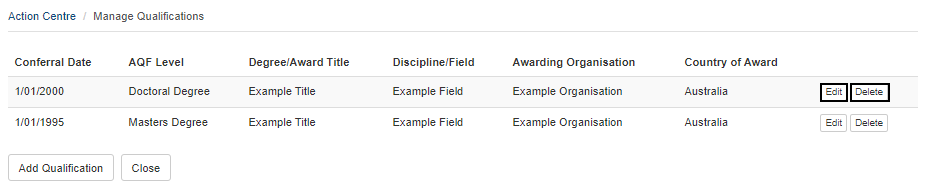 Action Centre / Manage Qualifications
Conferral Date AQF Level Degree/Award Title Discipline/Field Awarding Organisation Country of Award
1/01/2000 Doctoral Degree Example Title Example Field Example Organisation Australia Edit Delete
1/01/1995 Masters Degree Example Title Example Field Example Organisation Australia Edit Delete
Add Qualification Close